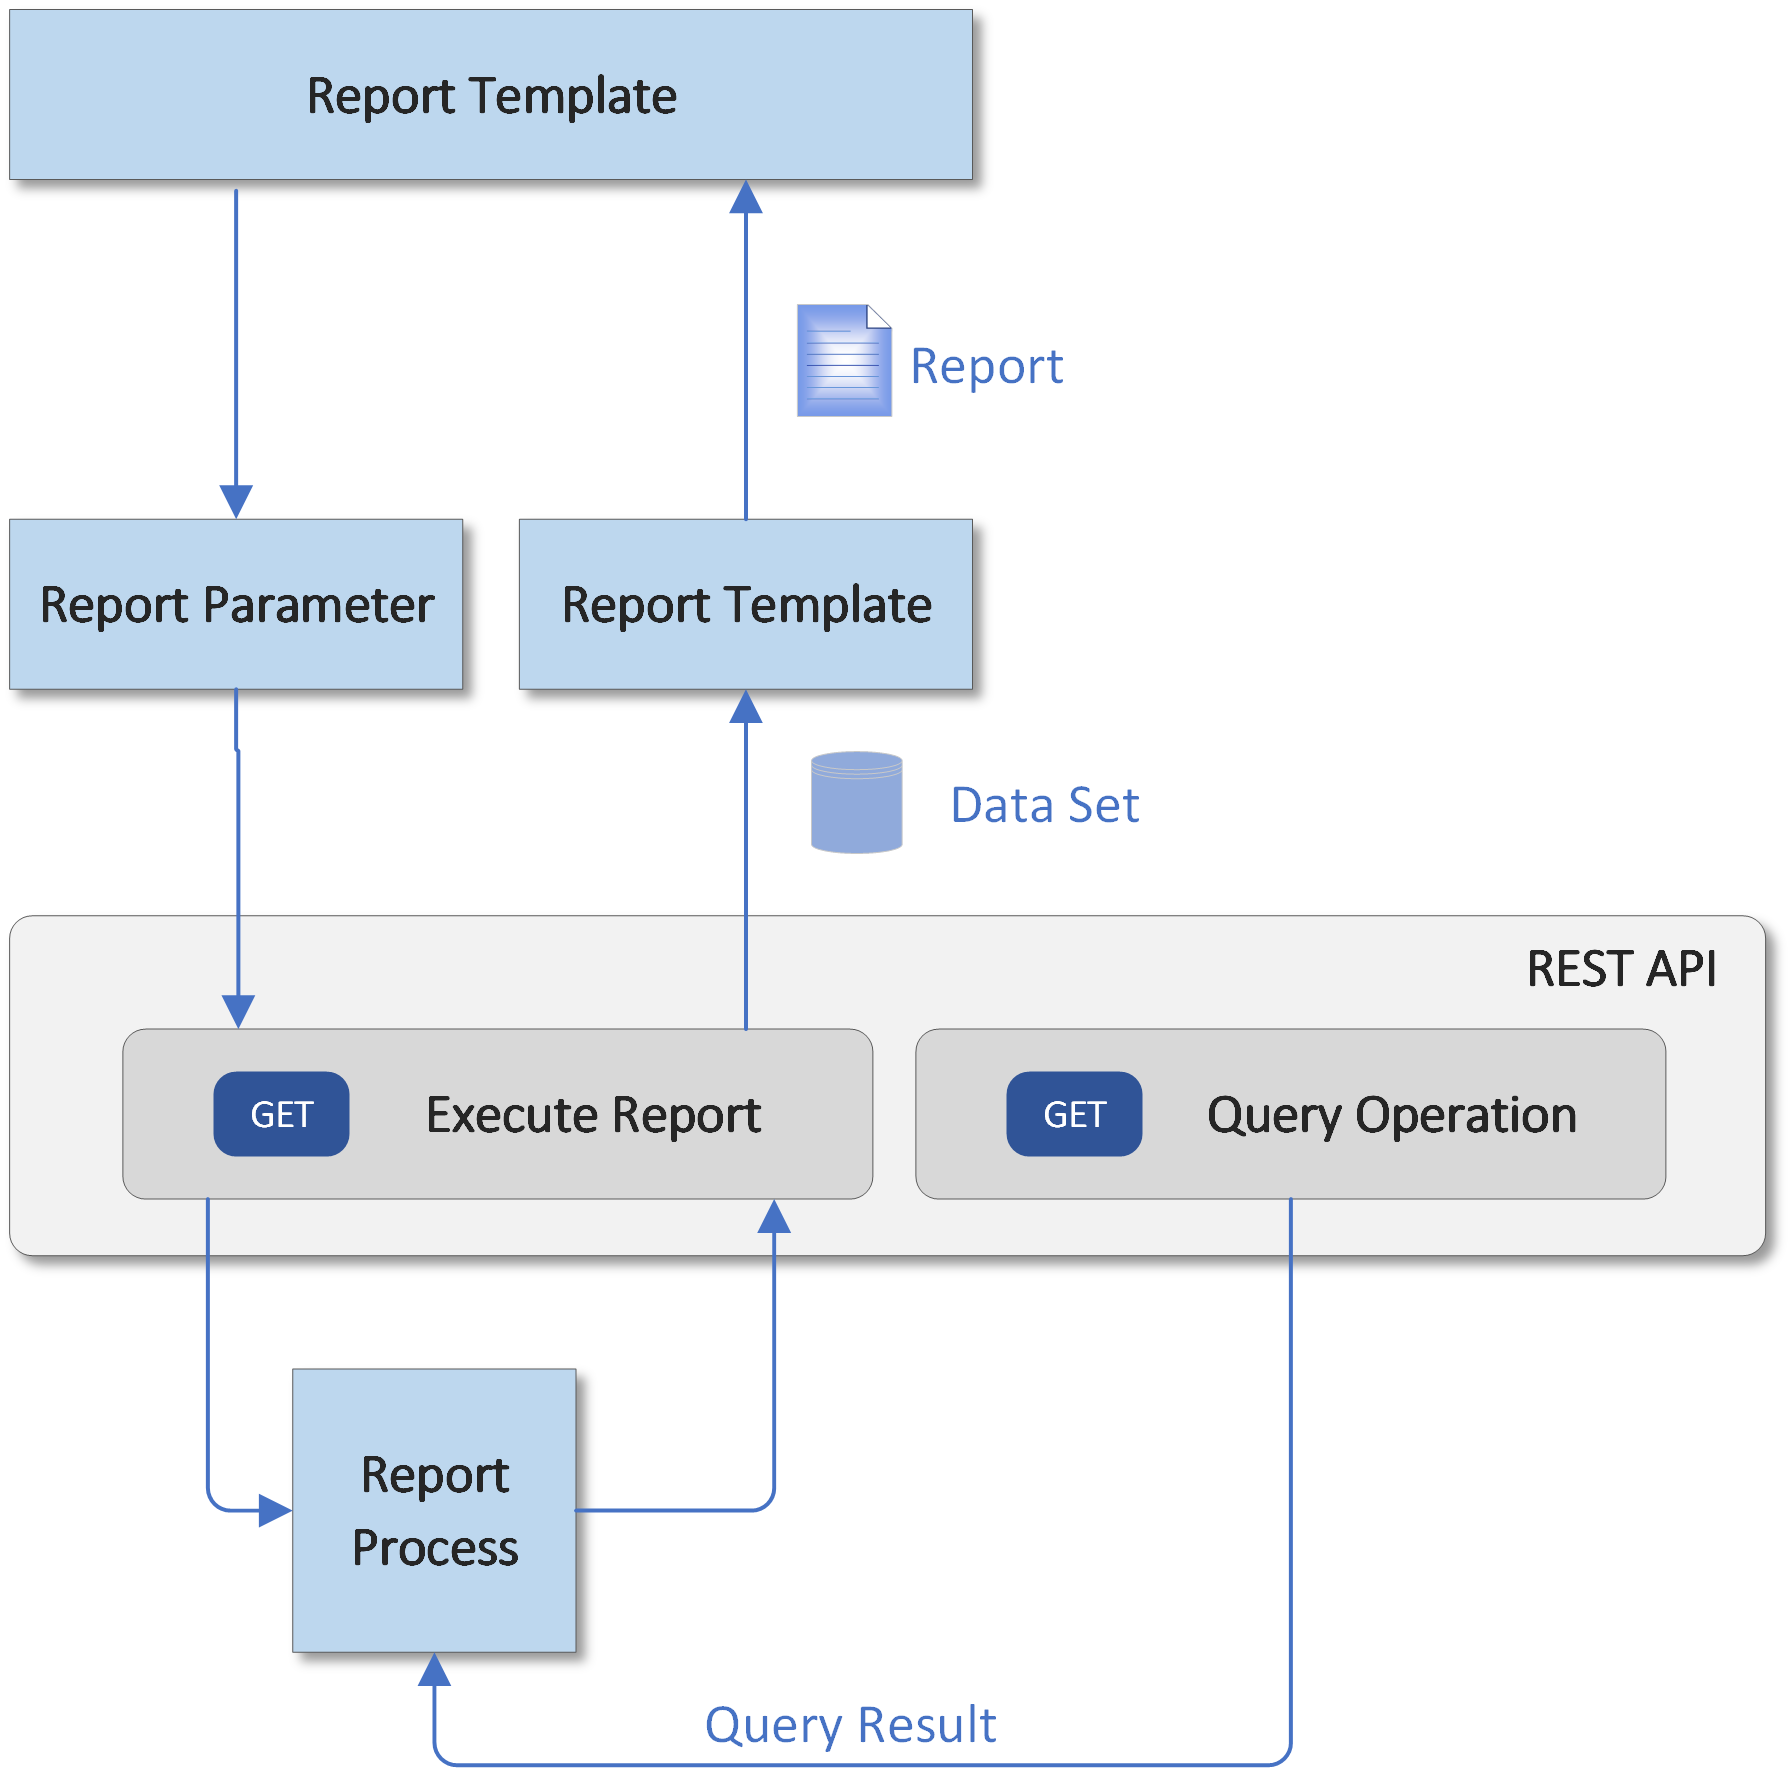 Report Template
Report
Report Parameter
Report Template
Data Set
REST API
GET
Execute Report
GET
Query Operation
Report
Process
Query Result